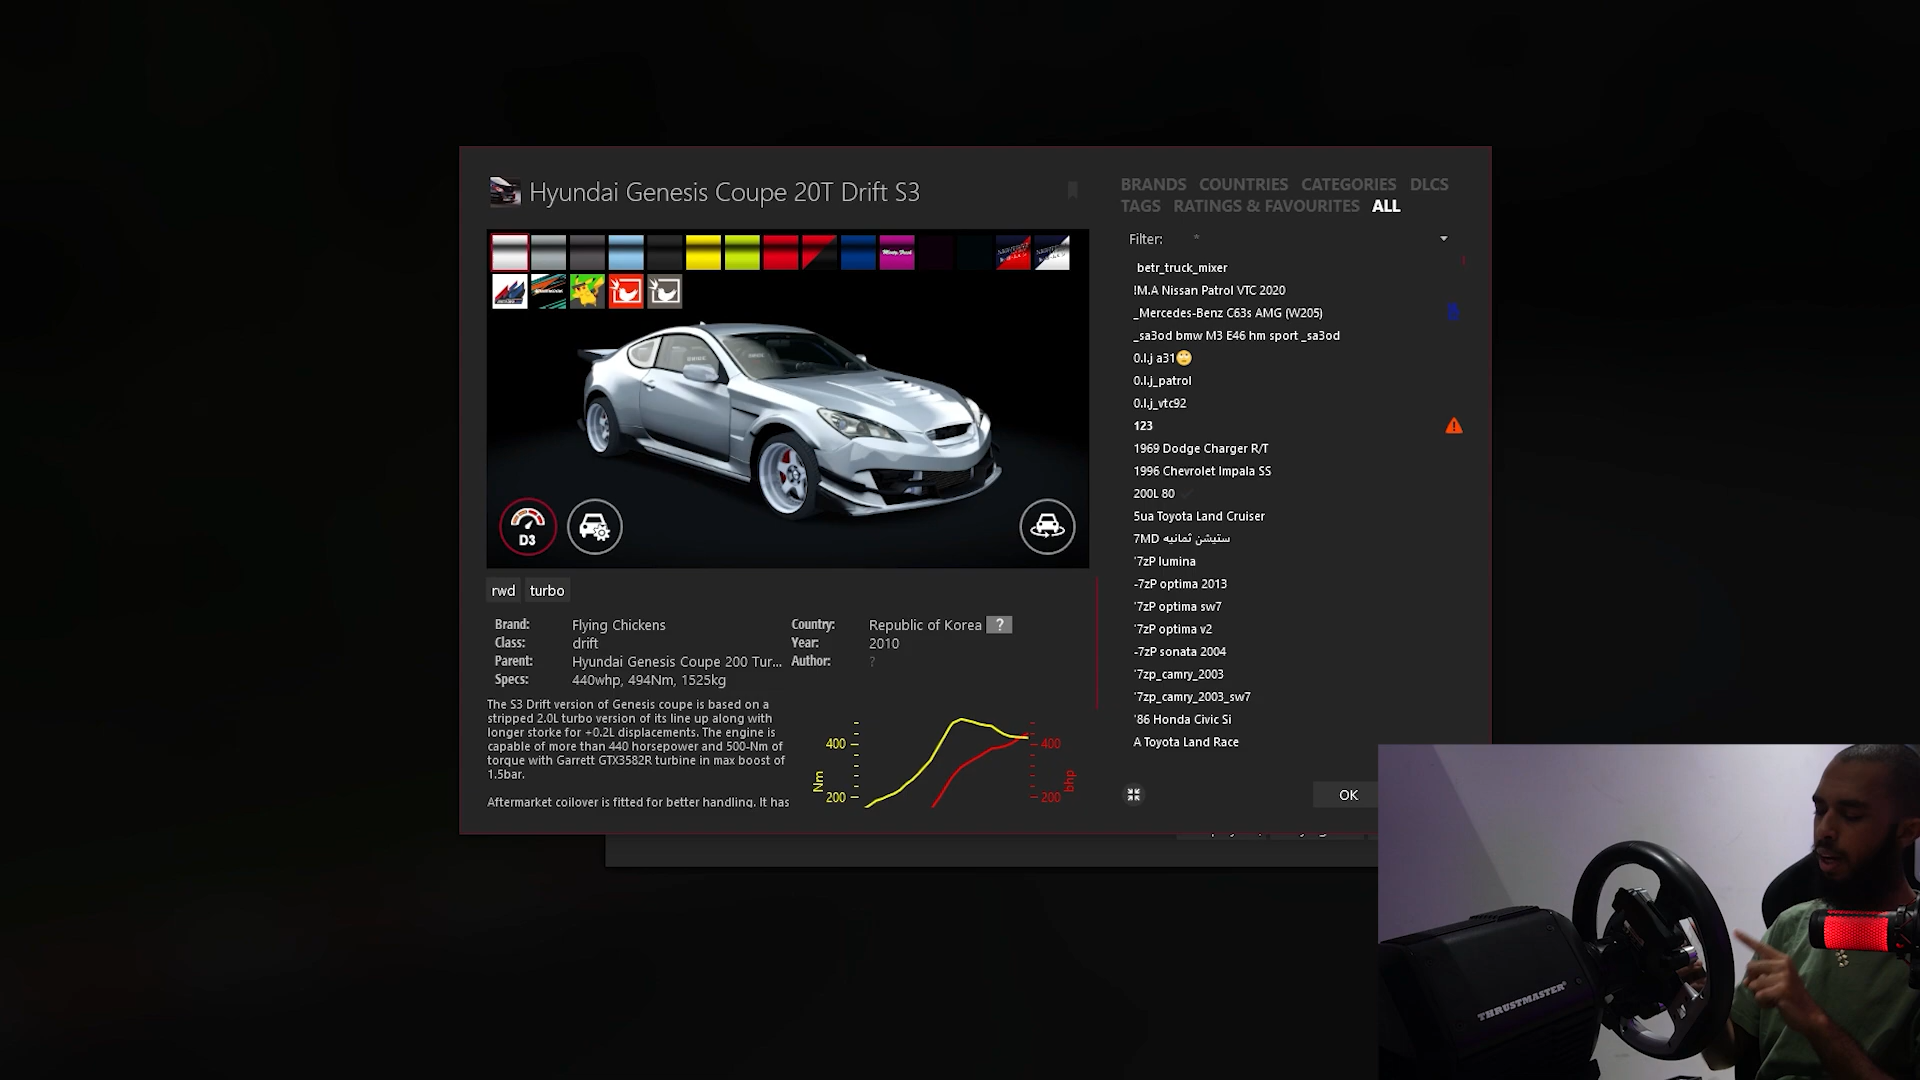 Hyundai Genesis Coupe 20T Drift S3
D3
rwd turbo
Brand: Flying Chickens
Class: drift
Parent: Hyundai Genesis Coupe 200 Tur...
Specs: 440whp, 494Nm, 1525kg
Country: Republic of Korea ?
Year: 2010
Author: ?
The S3 Drift version of Genesis coupe is based on a
stripped 2.0L turbo version of its line up along with
longer storke for +0.2L displacements. The engine is
capable of more than 440 horsepower and 500-Nm of
torque with Garrett GTX3582R turbine in max boost of
1.5bar.
Aftermarket coilover is fitted for better handling. It has
Nm
400
200
400
200
bhp
BRANDS COUNTRIES CATEGORIES DLCS
TAGS RATINGS & FAVOURITES ALL
Filter: *
betr_truck_mixer
!M.A Nissan Patrol VTC 2020
_Mercedes-Benz C63s AMG (W205)
_sa3od bmw M3 E46 hm sport _sa3od
0.I.j a31🙄
0.I.j_patrol
0.I.j_vtc92
123
1969 Dodge Charger R/T
1996 Chevrolet Impala SS
200L 80
5ua Toyota Land Cruiser
7MD ستيشن ثمانيه
'7zP lumina
-7zP optima 2013
'7zP optima sw7
'7zP optima v2
-7zP sonata 2004
'7zp_camry_2003
'7zp_camry_2003_sw7
'86 Honda Civic Si
A Toyota Land Race
OK
THRUSTMASTER